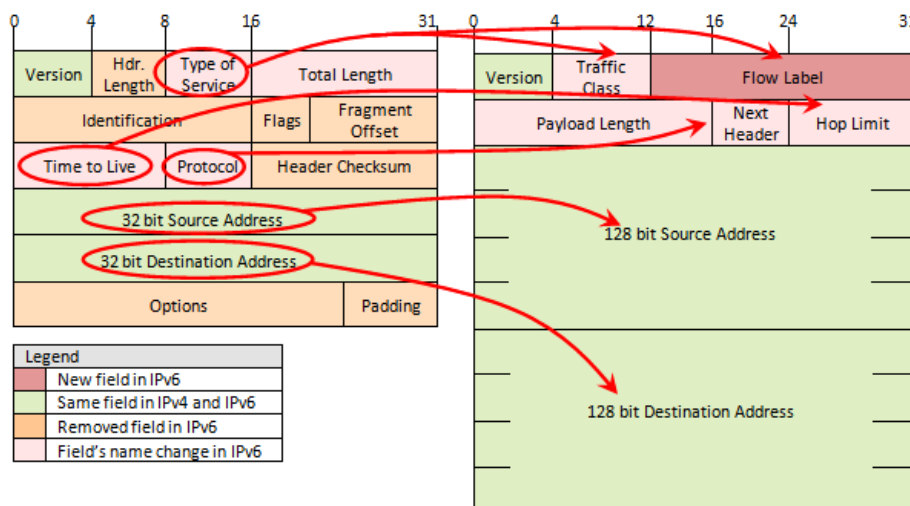 0 4 8 16 31
Version Hdr. Length Type of Service Total Length
Identification Flags Fragment Offset
Time to Live Protocol Header Checksum
32 bit Source Address
32 bit Destination Address
Options Padding
Legend
New field in IPv6
Same field in IPv4 and IPv6
Removed field in IPv6
Field's name change in IPv6
0 4 12 16 24
Version Traffic Class Flow Label
Payload Length Next Header Hop Limit
128 bit Source Address
128 bit Destination Address